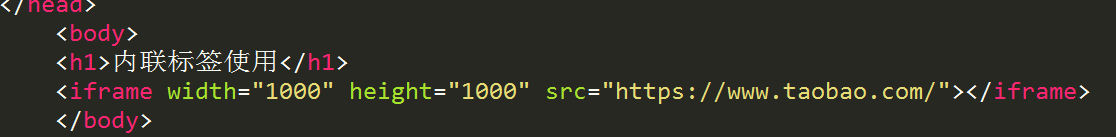 </head>
<body>
<h1>内联标签使用</h1>
<iframe width="1000" height="1000" src="https://www.taobao.com/"></iframe>
</body>